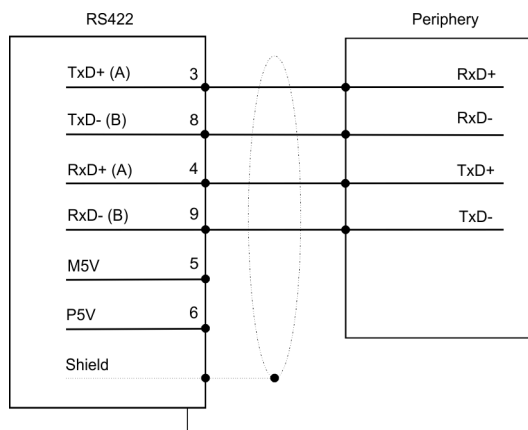 RS422 Periphery
TxD+ (A) 3 RxD+
TxD- (B) 8 RxD-
RxD+ (A) 4 TxD+
RxD- (B) 9 TxD-
M5V 5
P5V 6
Shield